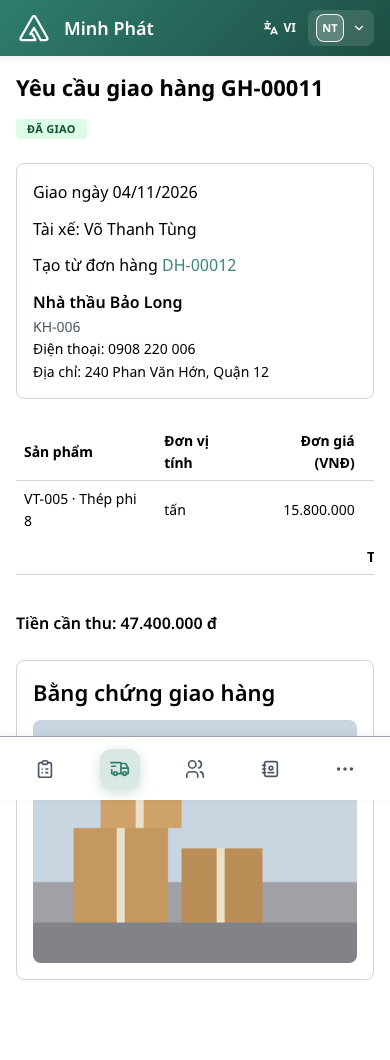 Minh Phát
VI
NT
Yêu cầu giao hàng GH-00011
ĐÃ GIAO
Giao ngày 04/11/2026
Tài xế: Võ Thanh Tùng
Tạo từ đơn hàng DH-00012
Nhà thầu Bảo Long
KH-006
Điện thoại: 0908 220 006
Địa chỉ: 240 Phan Văn Hớn, Quận 12
Sản phẩm
Đơn vị
tính
Đơn giá
(VNĐ)
VT-005 · Thép phi
8
tấn
15.800.000
T
Tiền cần thu: 47.400.000 đ
Bằng chứng giao hàng